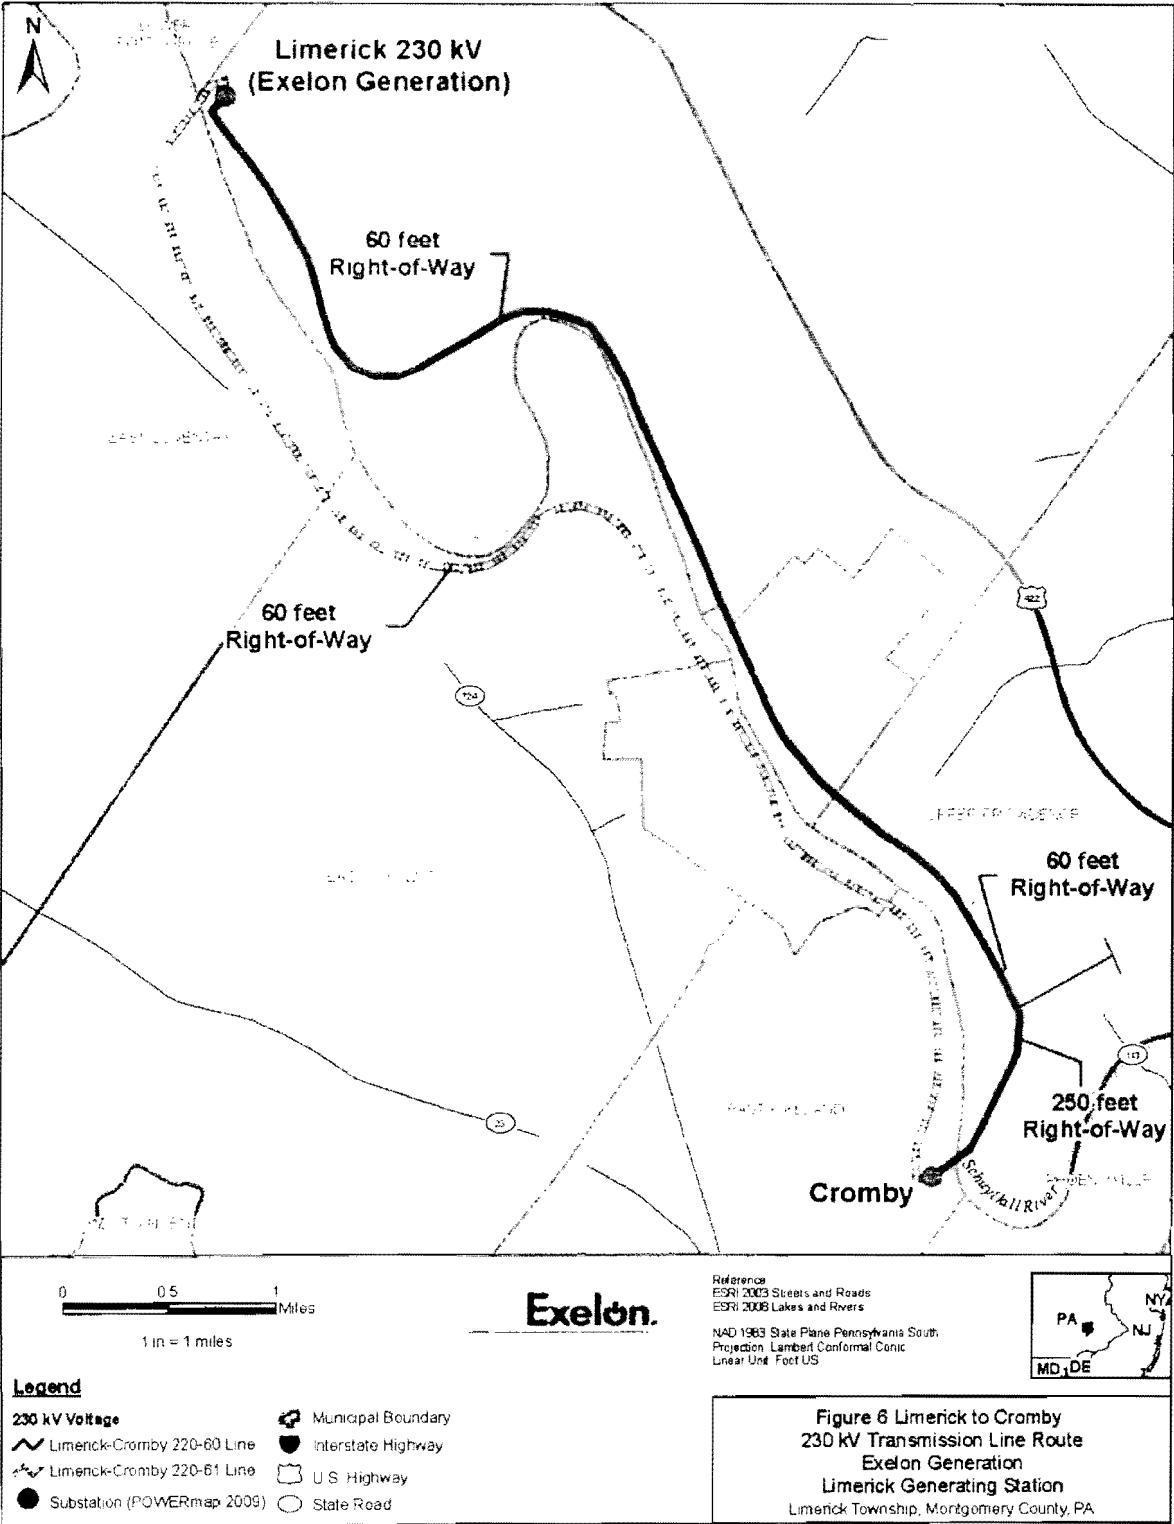 N
Limerick 230 kV
(Exelon Generation)
60 feet
Right-of-Way
60 feet
Right-of-Way
422
724
60 feet
Right-of-Way
113
250 feet
Right-of-Way
23
Cromby
Schuylkill River
0 0.5 1
Miles
1 in = 1 miles
Exelon.
Reference
ESRI 2003 Streets and Roads
ESRI 2008 Lakes and Rivers
NAD 1983 State Plane Pennsylvania South
Projection Lambert Conformal Conic
Linear Unit Foot US
PA
NY
NJ
MD
DE
Legend
230 kV Voltage
Limerick-Cromby 220-60 Line
Limerick-Cromby 220-61 Line
Substation (POWERmap 2009)
Municipal Boundary
Interstate Highway
U.S. Highway
State Road
Figure 6 Limerick to Cromby
230 kV Transmission Line Route
Exelon Generation
Limerick Generating Station
Limerick Township, Montgomery County, PA